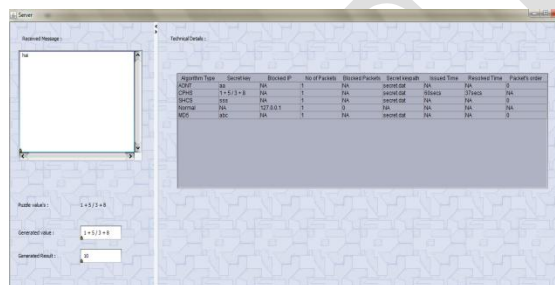 Server
Received Message :
hai
Technical Details :
Algorithm Type Secret key Blocked IP No of Packets Blocked Packets Secret keypath Issued Time Resolved Time Packet's order
AONT aa NA 1 NA secret.dat NA NA 0
CPHS 1 + 5 / 3 + 8 NA 1 NA secret.dat 37secs NA
SHCS sss NA 1 NA secret.dat NA NA 0
Normal NA 127.0.0.1 1 0 NA NA NA NA
MD5 abc NA 1 NA secret.dat NA NA 0
Puzzle value's : 1 + 5 / 3 + 8
Generated value : 1 + 5 / 3 + 8
Generated Result :